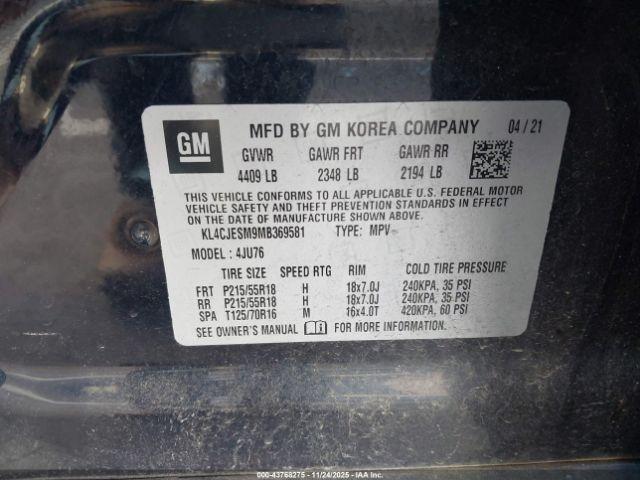 GM
MFD BY GM KOREA COMPANY 04 / 21
GVWR GAWR FRT GAWR RR
4409 LB 2348 LB 2194 LB
THIS VEHICLE CONFORMS TO ALL APPLICABLE U.S. FEDERAL MOTOR
VEHICLE SAFETY AND THEFT PREVENTION STANDARDS IN EFFECT ON
THE DATE OF MANUFACTURE SHOWN ABOVE.
KL4CJESM9MB369581 TYPE: MPV
MODEL : 4JU76
TIRE SIZE SPEED RTG RIM COLD TIRE PRESSURE
FRT P215/55R18 H 18x7.0J 240KPA, 35 PSI
RR P215/55R18 H 18x7.0J 240KPA, 35 PSI
SPA T125/70R16 M 16x4.0T 420KPA, 60 PSI
SEE OWNER'S MANUAL FOR MORE INFORMATION.
000-43768275 - 11/24/2025 - IAA Inc.